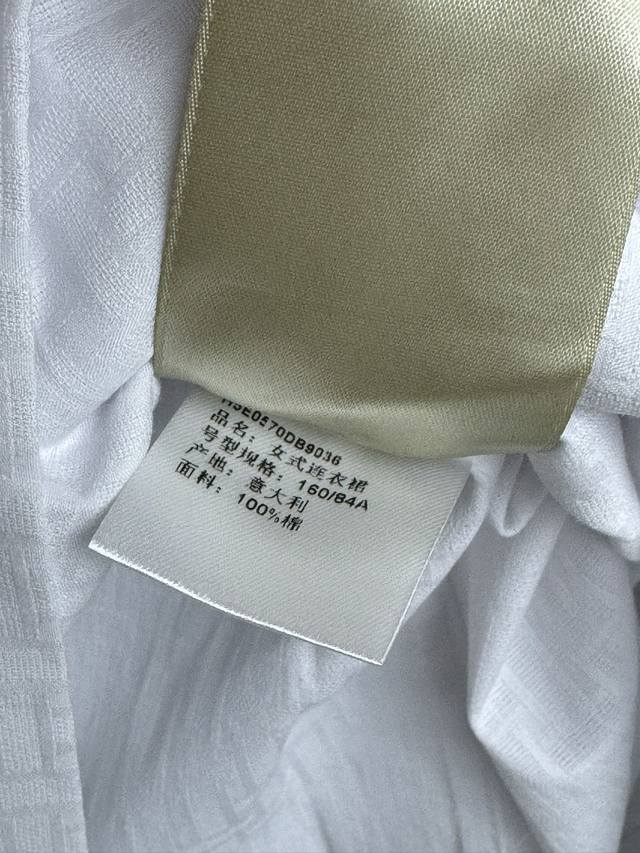 H3E0570DB9036
品名：女式连衣裙
号型规格：160/84A
产地：意大利
面料：100%棉